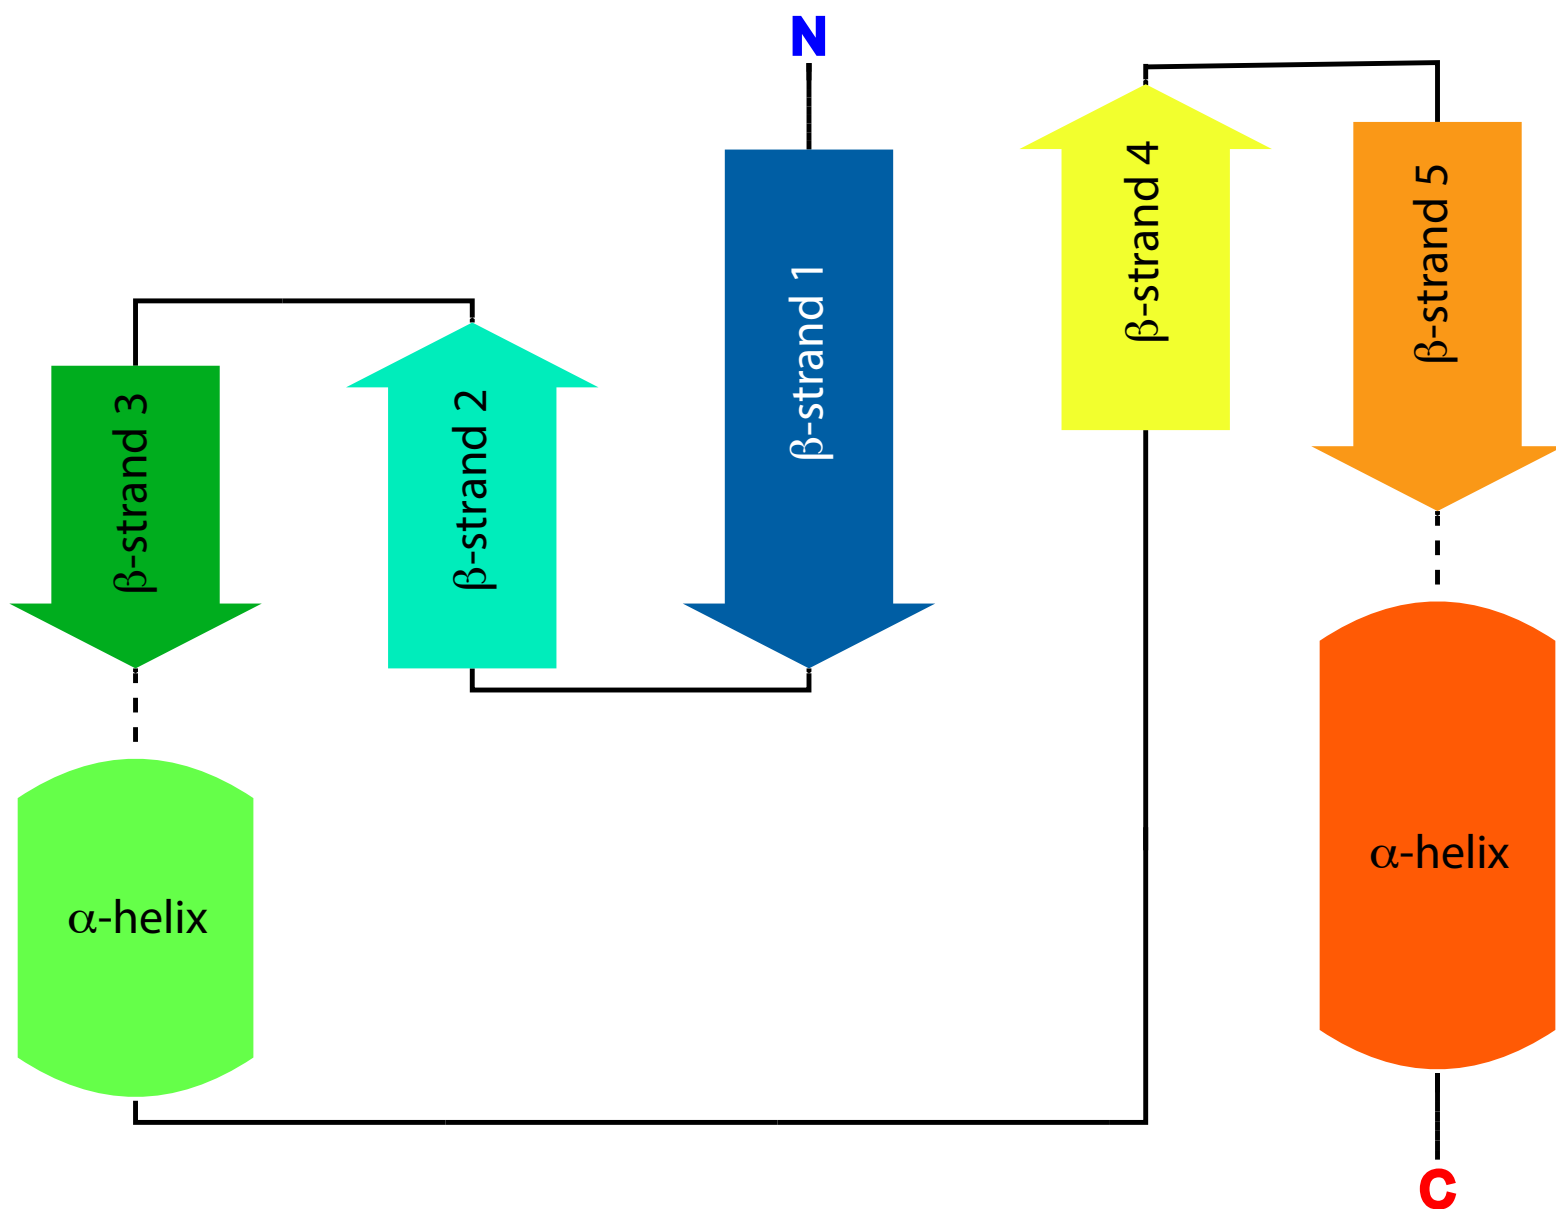 N
β-strand 1
β-strand 2
β-strand 3
β-strand 4
β-strand 5
α-helix
α-helix
C